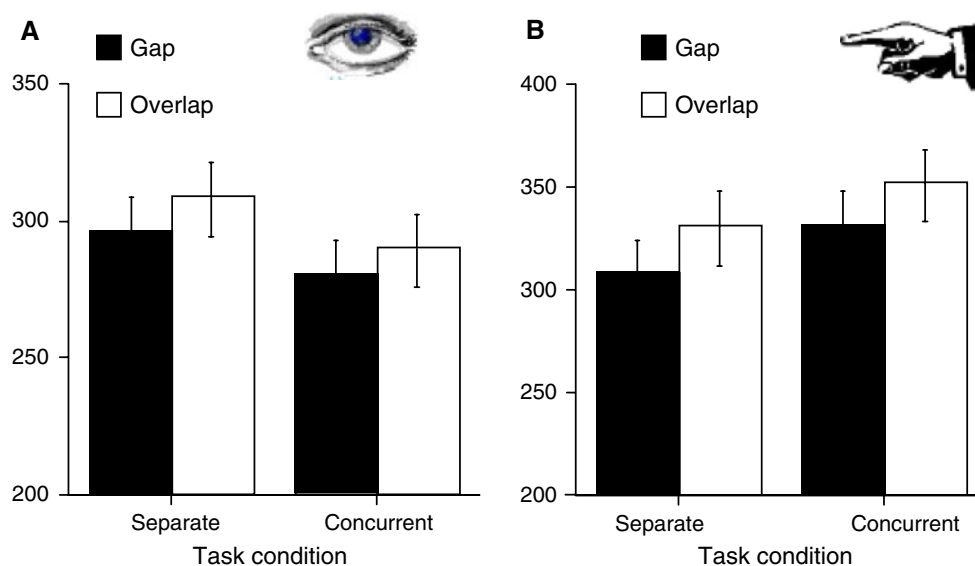 A
Gap
Overlap
350
300
250
200
Separate Concurrent
Task condition
B
Gap
Overlap
400
350
300
250
200
Separate Concurrent
Task condition